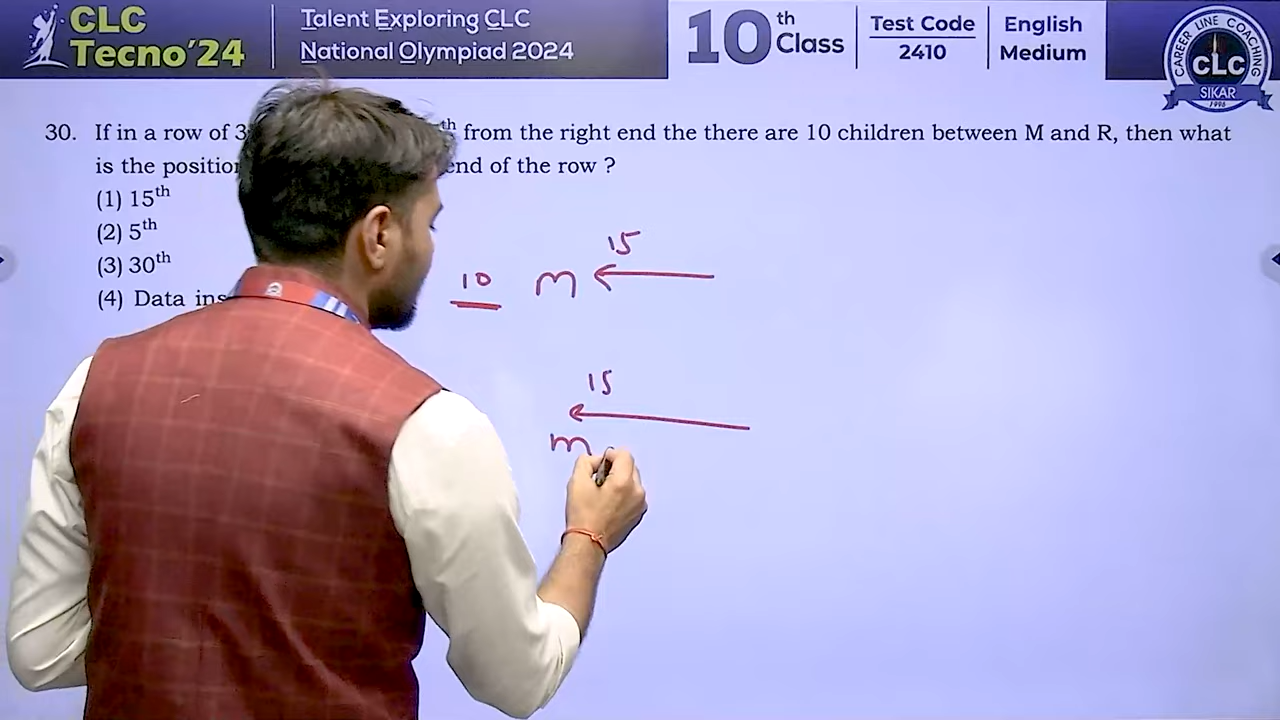 CLC
Tecno'24
Talent Exploring CLC
National Olympiad 2024
10th
Class
Test Code
2410
English
Medium
CAREER LINE COACHING
CLC
SIKAR
1996
30. If in a row of 3 th from the right end the there are 10 children between M and R, then what
is the end of the row ?
(1) 15th
(2) 5th
(3) 30th
(4) Data
15
10 m
15
m